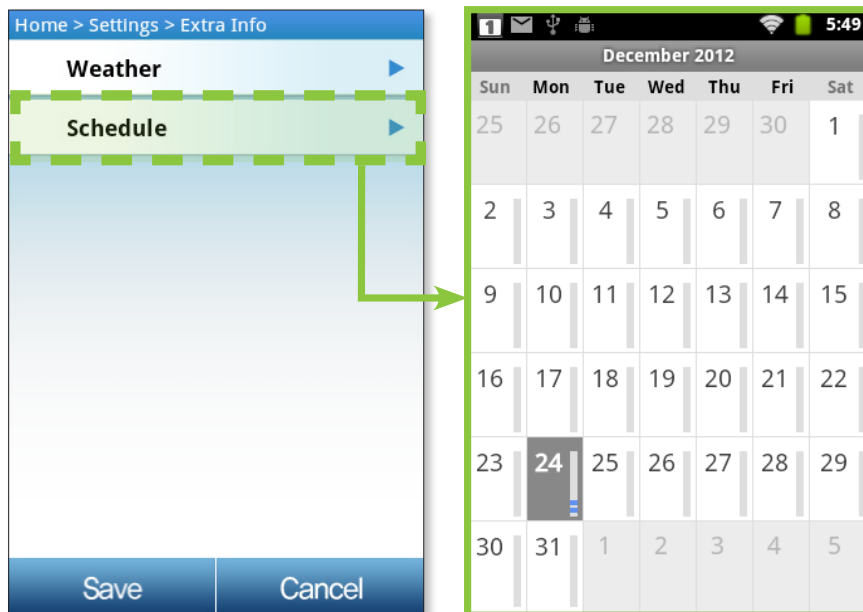 Home > Settings > Extra Info
Weather
Schedule
Save Cancel
1 5:49
December 2012
Sun Mon Tue Wed Thu Fri Sat
25 26 27 28 29 30 1
2 3 4 5 6 7 8
9 10 11 12 13 14 15
16 17 18 19 20 21 22
23 24 25 26 27 28 29
30 31 1 2 3 4 5